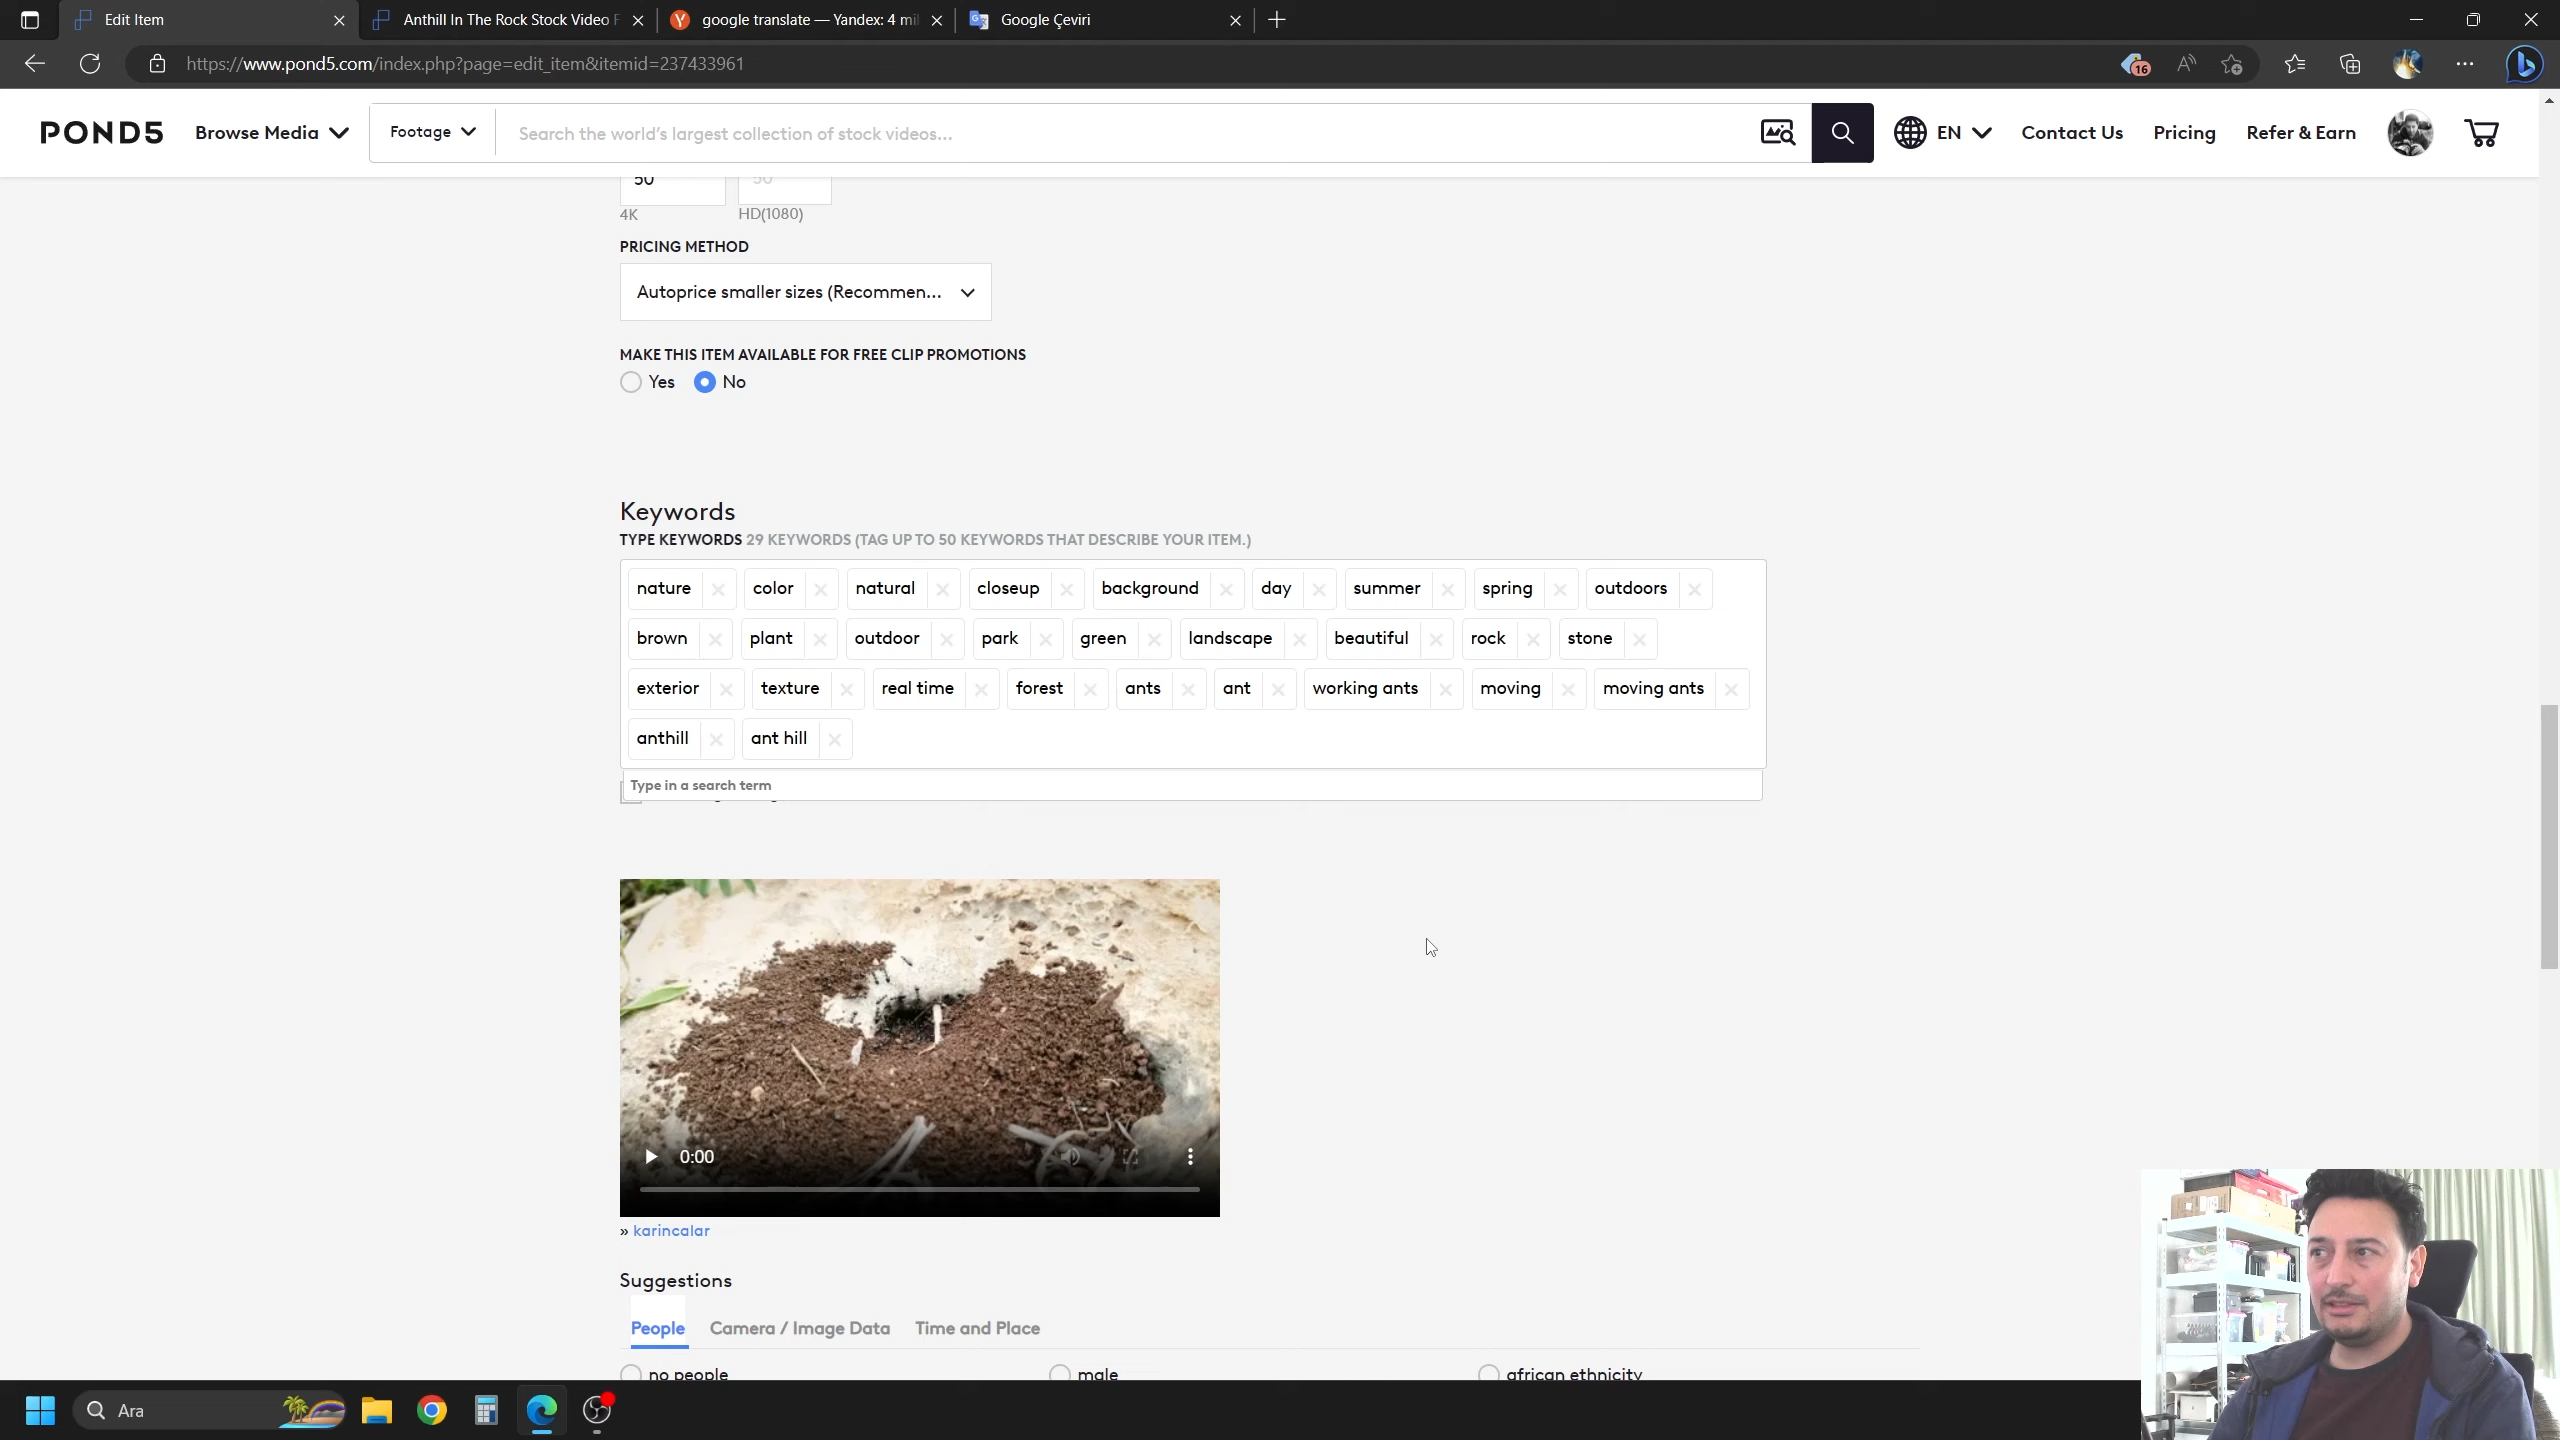 Edit Item
Anthill In The Rock Stock Video F
google translate — Yandex: 4 mil
Google Çeviri
https://www.pond5.com/index.php?page=edit_item&itemid=237433961
16
POND5 Browse Media Footage Search the world's largest collection of stock videos... EN Contact Us Pricing Refer & Earn
50 50
4K HD(1080)
PRICING METHOD
Autoprice smaller sizes (Recommen...
MAKE THIS ITEM AVAILABLE FOR FREE CLIP PROMOTIONS
Yes No
Keywords
TYPE KEYWORDS 29 KEYWORDS (TAG UP TO 50 KEYWORDS THAT DESCRIBE YOUR ITEM.)
nature color natural closeup background day summer spring outdoors
brown plant outdoor park green landscape beautiful rock stone
exterior texture real time forest ants ant working ants moving moving ants
anthill ant hill
Type in a search term
0:00
» karincalar
Suggestions
People Camera / Image Data Time and Place
no people male african ethnicity
Ara